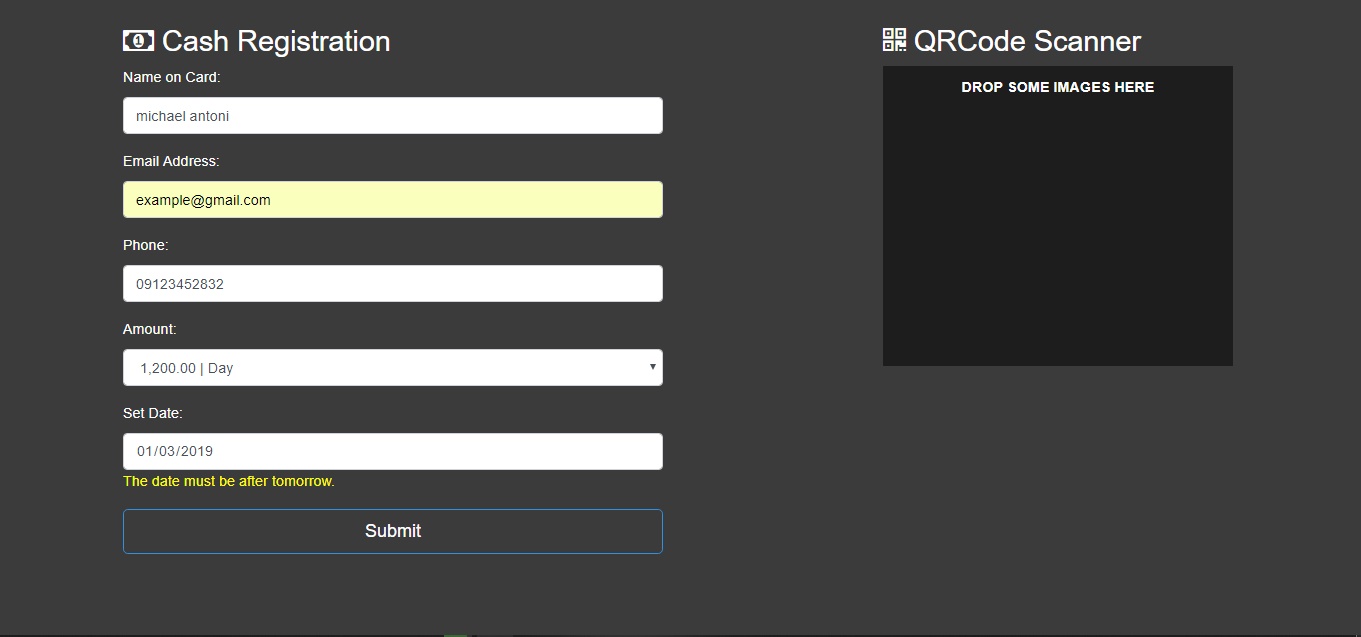 Cash Registration
Name on Card:
michael antoni
Email Address:
example@gmail.com
Phone:
09123452832
Amount:
1,200.00 | Day
Set Date:
01/03/2019
The date must be after tomorrow.
Submit
QRCode Scanner
DROP SOME IMAGES HERE